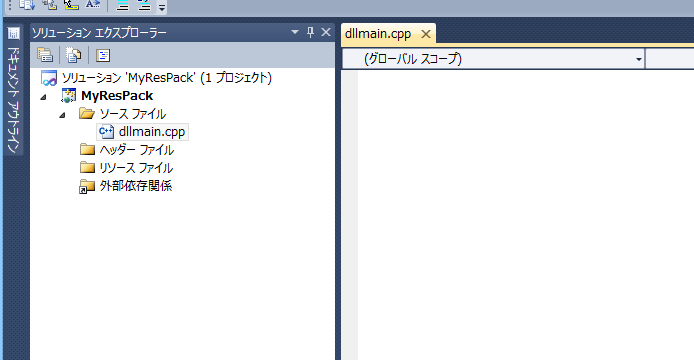 ドキュメント アウトライン
ソリューション エクスプローラー
ソリューション 'MyResPack' (1 プロジェクト)
MyResPack
ソース ファイル
dllmain.cpp
ヘッダー ファイル
リソース ファイル
外部依存関係
dllmain.cpp
(グローバル スコープ)